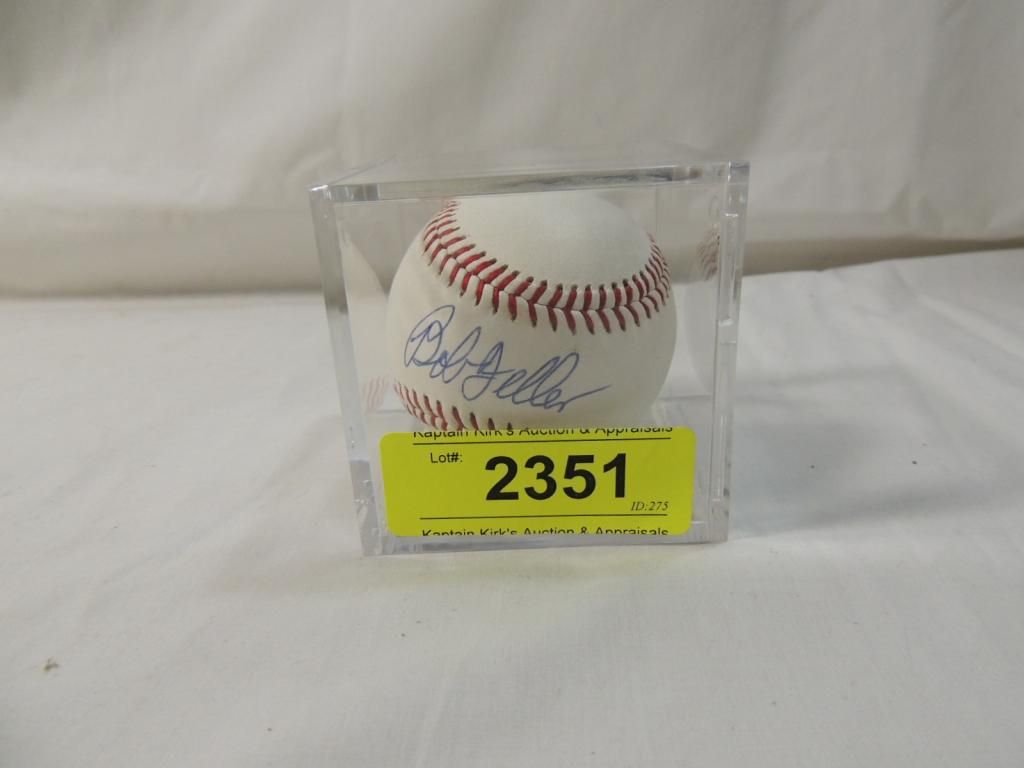 Bob Feller
Kaptain Kirk's Auction & Appraisals
Lot#:
2351
ID:275
Kaptain Kirk's Auction & Appraisals